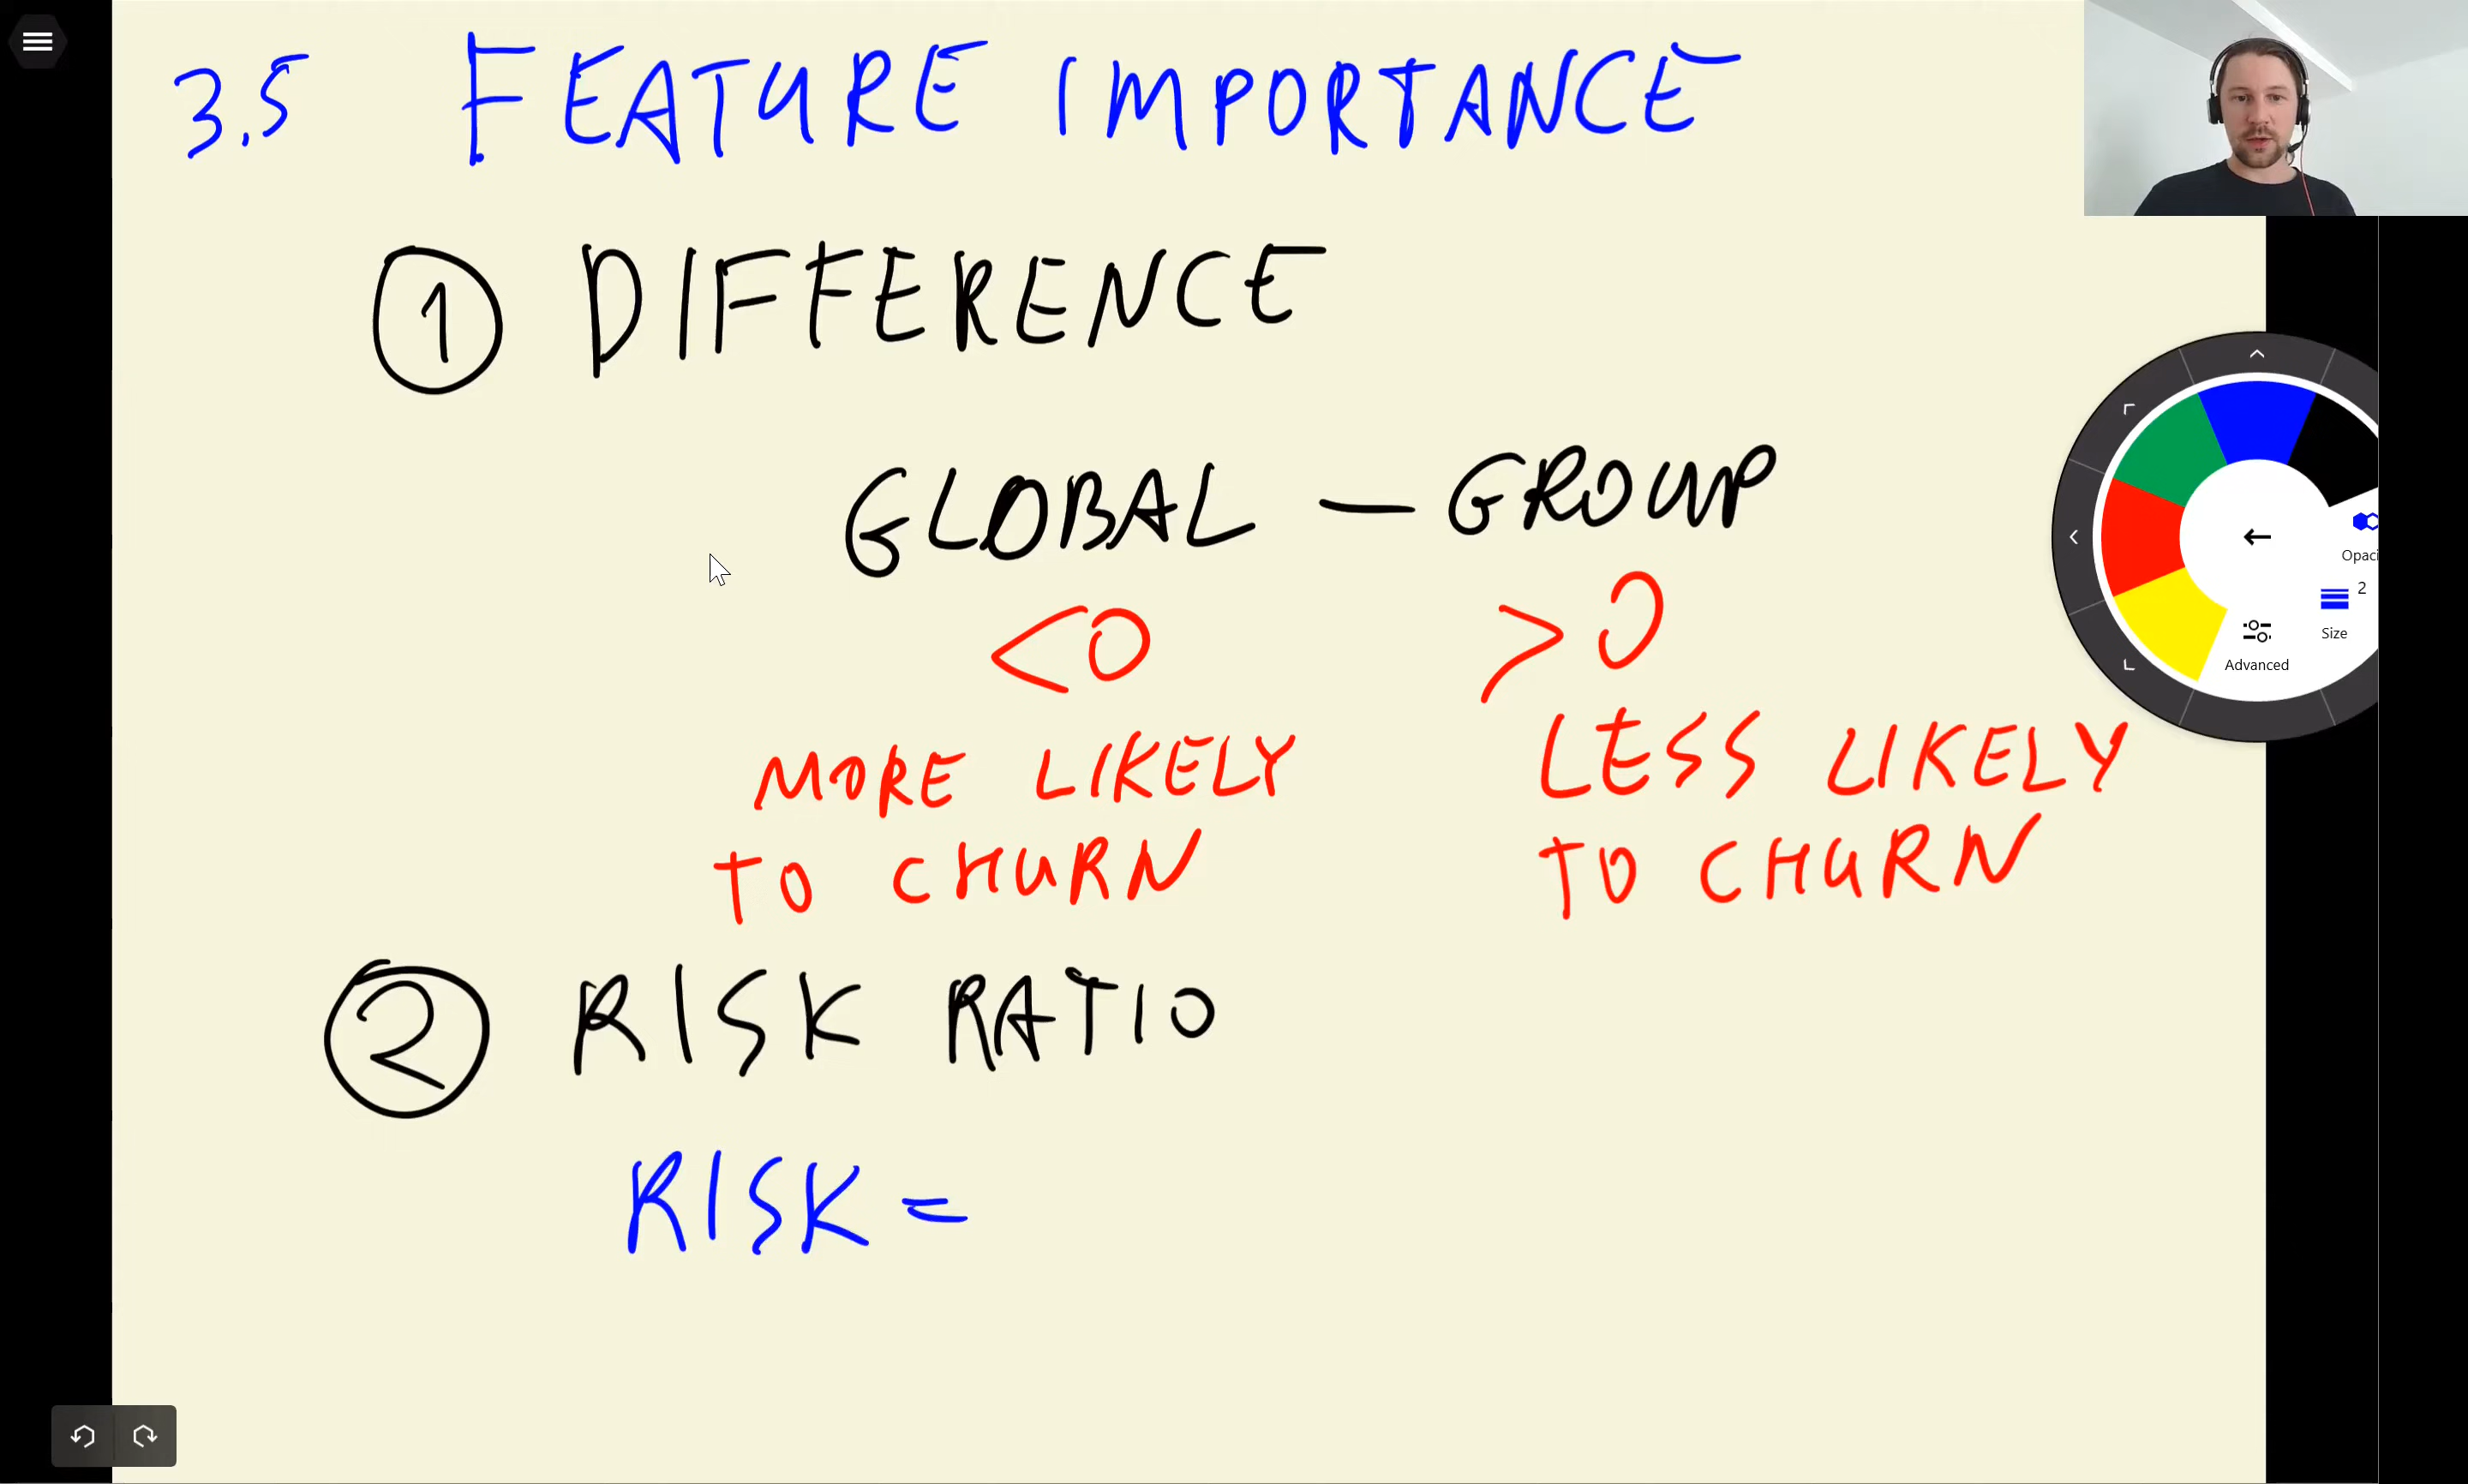 3.5 FEATURE IMPORTANCE
1 DIFFERENCE
GLOBAL — GROUP
<0 >0
MORE LIKELY LESS LIKELY
TO CHURN TO CHURN
2 RISK RATIO
RISK =
Opaci
2
Size
Advanced